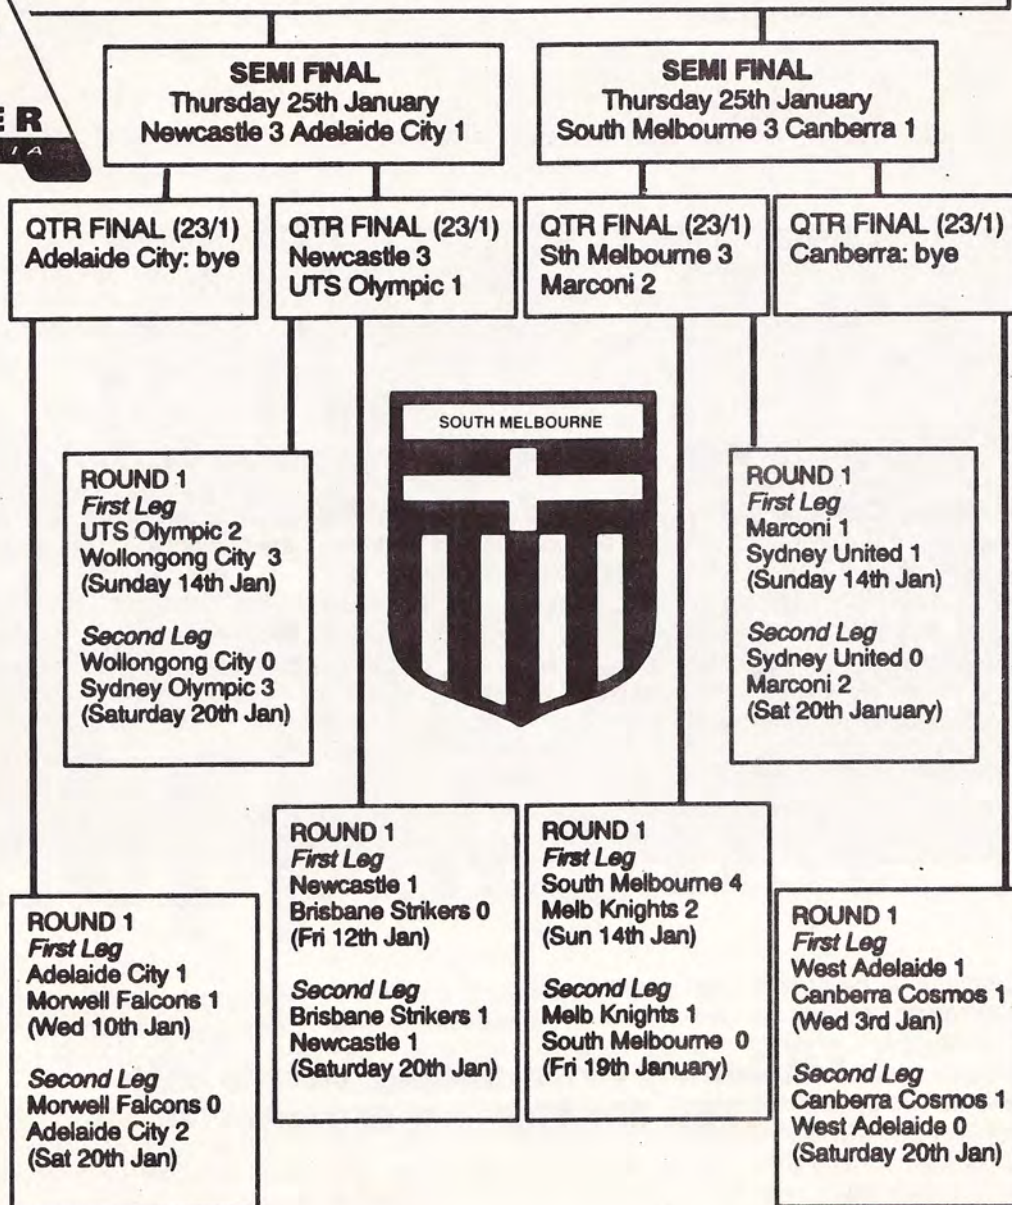 SEMI FINAL
Thursday 25th January
Newcastle 3 Adelaide City 1
SEMI FINAL
Thursday 25th January
South Melbourne 3 Canberra 1
QTR FINAL (23/1)
Adelaide City: bye
QTR FINAL (23/1)
Newcastle 3
UTS Olympic 1
QTR FINAL (23/1)
Sth Melbourne 3
Marconi 2
QTR FINAL (23/1)
Canberra: bye
SOUTH MELBOURNE
ROUND 1
First Leg
UTS Olympic 2
Wollongong City 3
(Sunday 14th Jan)
Second Leg
Wollongong City 0
Sydney Olympic 3
(Saturday 20th Jan)
ROUND 1
First Leg
Marconi 1
Sydney United 1
(Sunday 14th Jan)
Second Leg
Sydney United 0
Marconi 2
(Sat 20th January)
ROUND 1
First Leg
Newcastle 1
Brisbane Strikers 0
(Fri 12th Jan)
Second Leg
Brisbane Strikers 1
Newcastle 1
(Saturday 20th Jan)
ROUND 1
First Leg
South Melbourne 4
Melb Knights 2
(Sun 14th Jan)
Second Leg
Melb Knights 1
South Melbourne 0
(Fri 19th January)
ROUND 1
First Leg
Adelaide City 1
Morwell Falcons 1
(Wed 10th Jan)
Second Leg
Morwell Falcons 0
Adelaide City 2
(Sat 20th Jan)
ROUND 1
First Leg
West Adelaide 1
Canberra Cosmos 1
(Wed 3rd Jan)
Second Leg
Canberra Cosmos 1
West Adelaide 0
(Saturday 20th Jan)